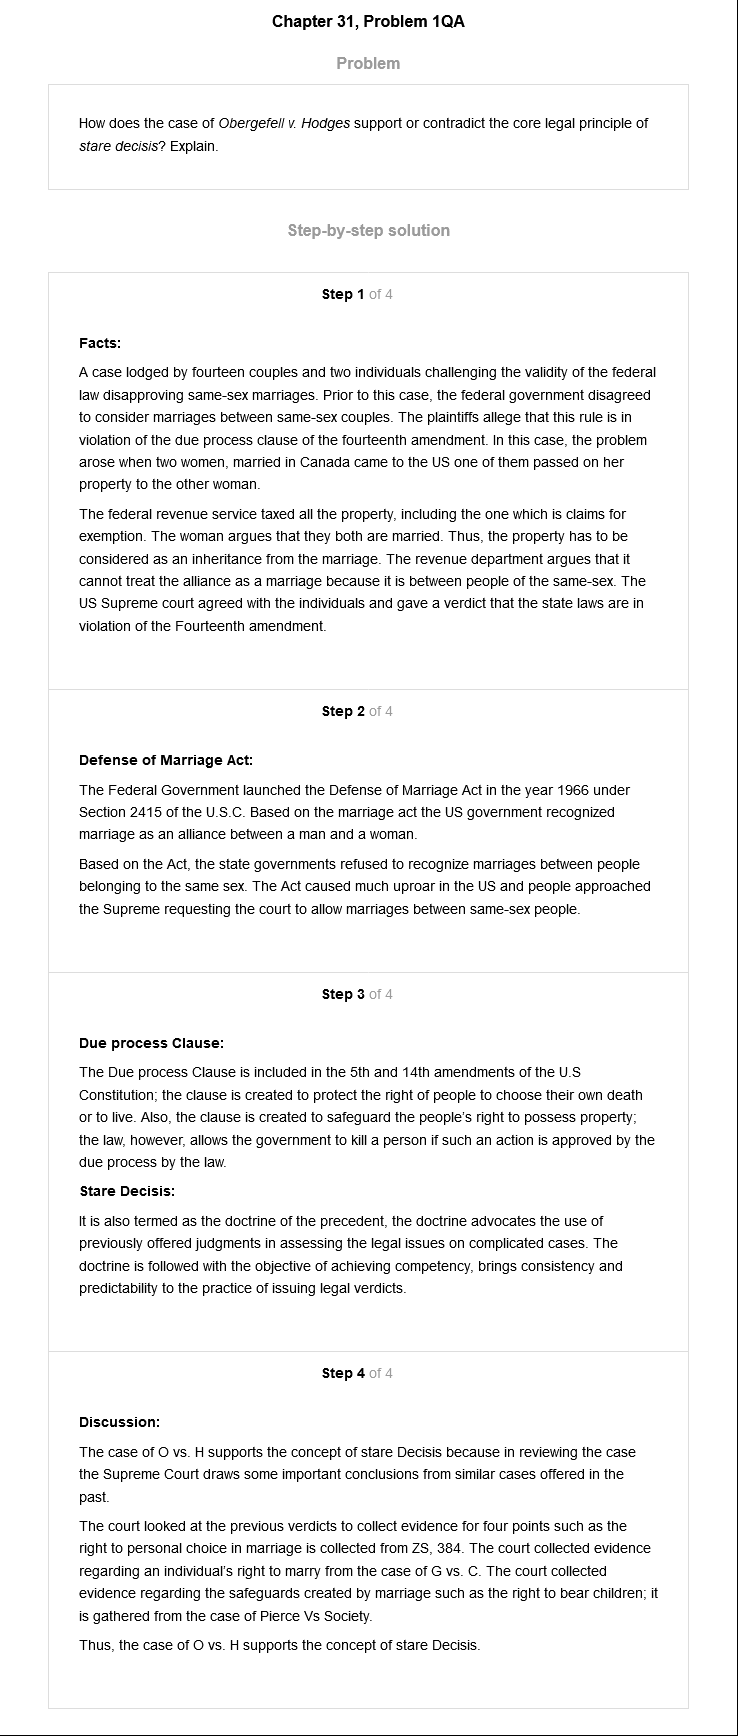 Chapter 31, Problem 1QA
Problem
How does the case of Obergefell v. Hodges support or contradict the core legal principle of
stare decisis? Explain.
Step-by-step solution
Step 1 of 4
Facts:
A case lodged by fourteen couples and two individuals challenging the validity of the federal
law disapproving same-sex marriages. Prior to this case, the federal government disagreed
to consider marriages between same-sex couples. The plaintiffs allege that this rule is in
violation of the due process clause of the fourteenth amendment. In this case, the problem
arose when two women, married in Canada came to the US one of them passed on her
property to the other woman.
The federal revenue service taxed all the property, including the one which is claims for
exemption. The woman argues that they both are married. Thus, the property has to be
considered as an inheritance from the marriage. The revenue department argues that it
cannot treat the alliance as a marriage because it is between people of the same-sex. The
US Supreme court agreed with the individuals and gave a verdict that the state laws are in
violation of the Fourteenth amendment.
Step 2 of 4
Defense of Marriage Act:
The Federal Government launched the Defense of Marriage Act in the year 1966 under
Section 2415 of the U.S.C. Based on the marriage act the US government recognized
marriage as an alliance between a man and a woman.
Based on the Act, the state governments refused to recognize marriages between people
belonging to the same sex. The Act caused much uproar in the US and people approached
the Supreme requesting the court to allow marriages between same-sex people.
Step 3 of 4
Due process Clause:
The Due process Clause is included in the 5th and 14th amendments of the U.S
Constitution; the clause is created to protect the right of people to choose their own death
or to live. Also, the clause is created to safeguard the people's right to possess property;
the law, however, allows the government to kill a person if such an action is approved by the
due process by the law.
Stare Decisis:
It is also termed as the doctrine of the precedent, the doctrine advocates the use of
previously offered judgments in assessing the legal issues on complicated cases. The
doctrine is followed with the objective of achieving competency, brings consistency and
predictability to the practice of issuing legal verdicts.
Step 4 of 4
Discussion:
The case of O vs. H supports the concept of stare Decisis because in reviewing the case
the Supreme Court draws some important conclusions from similar cases offered in the
past.
The court looked at the previous verdicts to collect evidence for four points such as the
right to personal choice in marriage is collected from ZS, 384. The court collected evidence
regarding an individual's right to marry from the case of G vs. C. The court collected
evidence regarding the safeguards created by marriage such as the right to bear children; it
is gathered from the case of Pierce Vs Society.
Thus, the case of O vs. H supports the concept of stare Decisis.